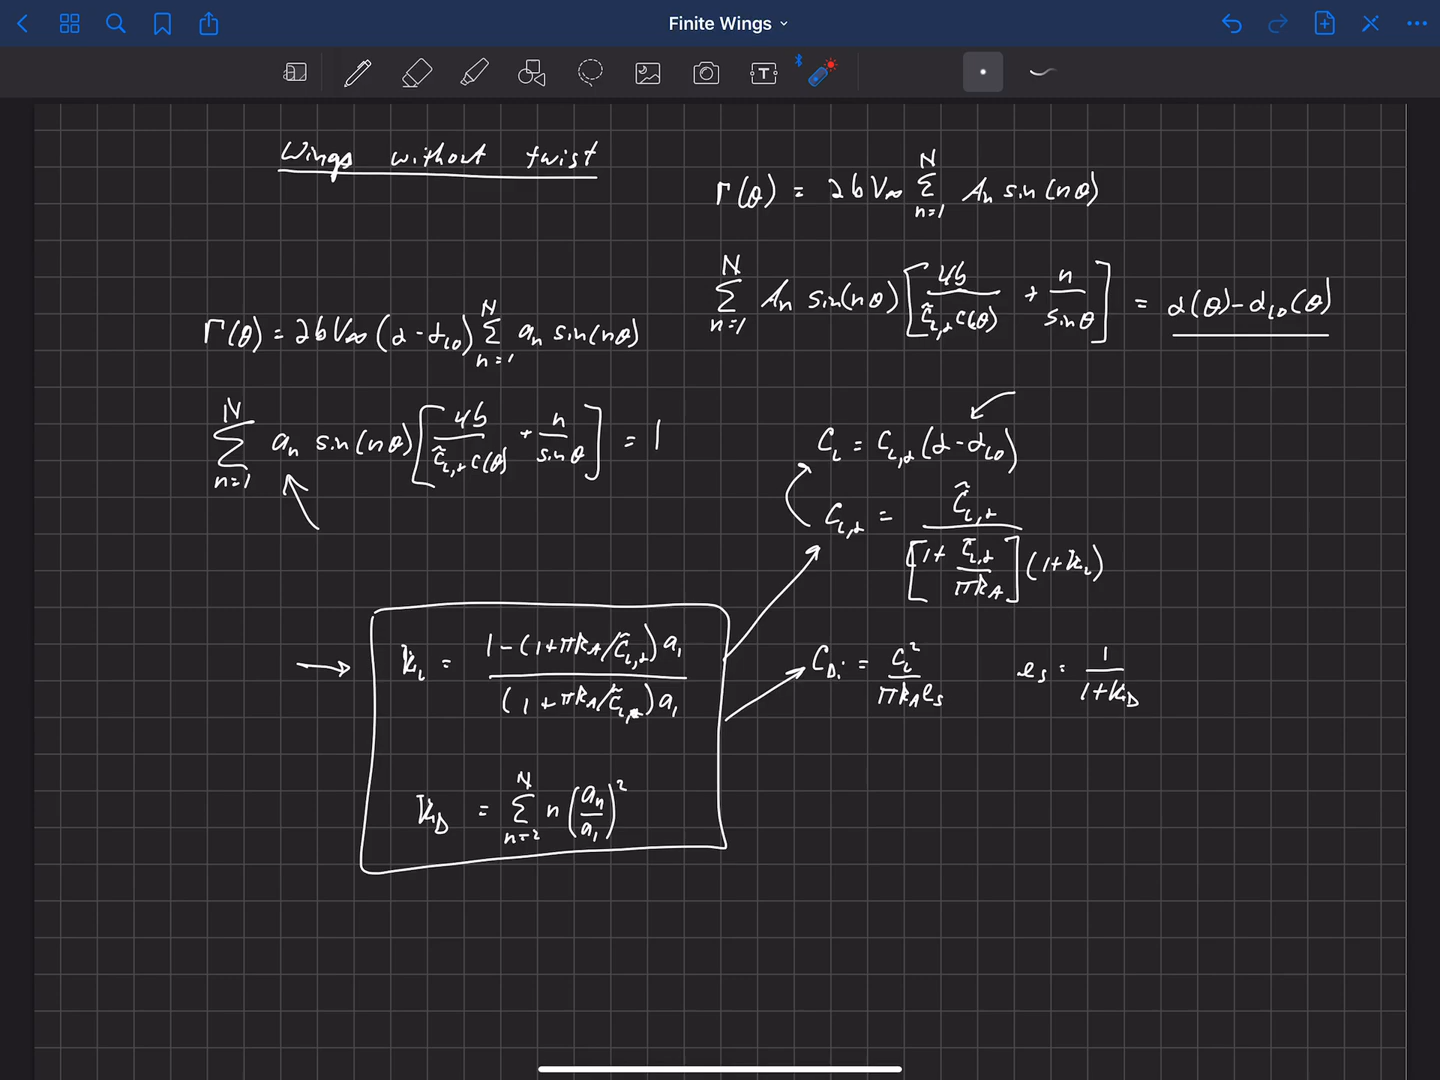 Finite Wings
T
Wings without twist
Γ(θ) = 2bV∞ Σ_{n=1}^{N} A_n sin(nθ)
Σ_{n=1}^{N} A_n sin(nθ) [ 4b / (C̃_{L,α} c(θ)) + n / sinθ ] = α(θ) - α_{L0}(θ)
Γ(θ) = 2bV∞ (α - α_{L0}) Σ_{n=1}^{N} a_n sin(nθ)
Σ_{n=1}^{N} a_n sin(nθ) [ 4b / (C̃_{L,α} c(θ)) + n / sinθ ] = 1
C_L = C_{L,α} (α - α_{L0})
C_{L,α} = C̃_{L,α} / ([ 1 + C̃_{L,α} / (πR_A) ] (1 + k_L))
k_L = (1 - (1 + πR_A/C̃_{L,α}) a_1) / ((1 + πR_A/C̃_{L,α}) a_1)
C_{Di} = C_L² / (πR_A e_s)
e_s = 1 / (1 + k_D)
k_D = Σ_{n=2}^{N} n (a_n / a_1)²